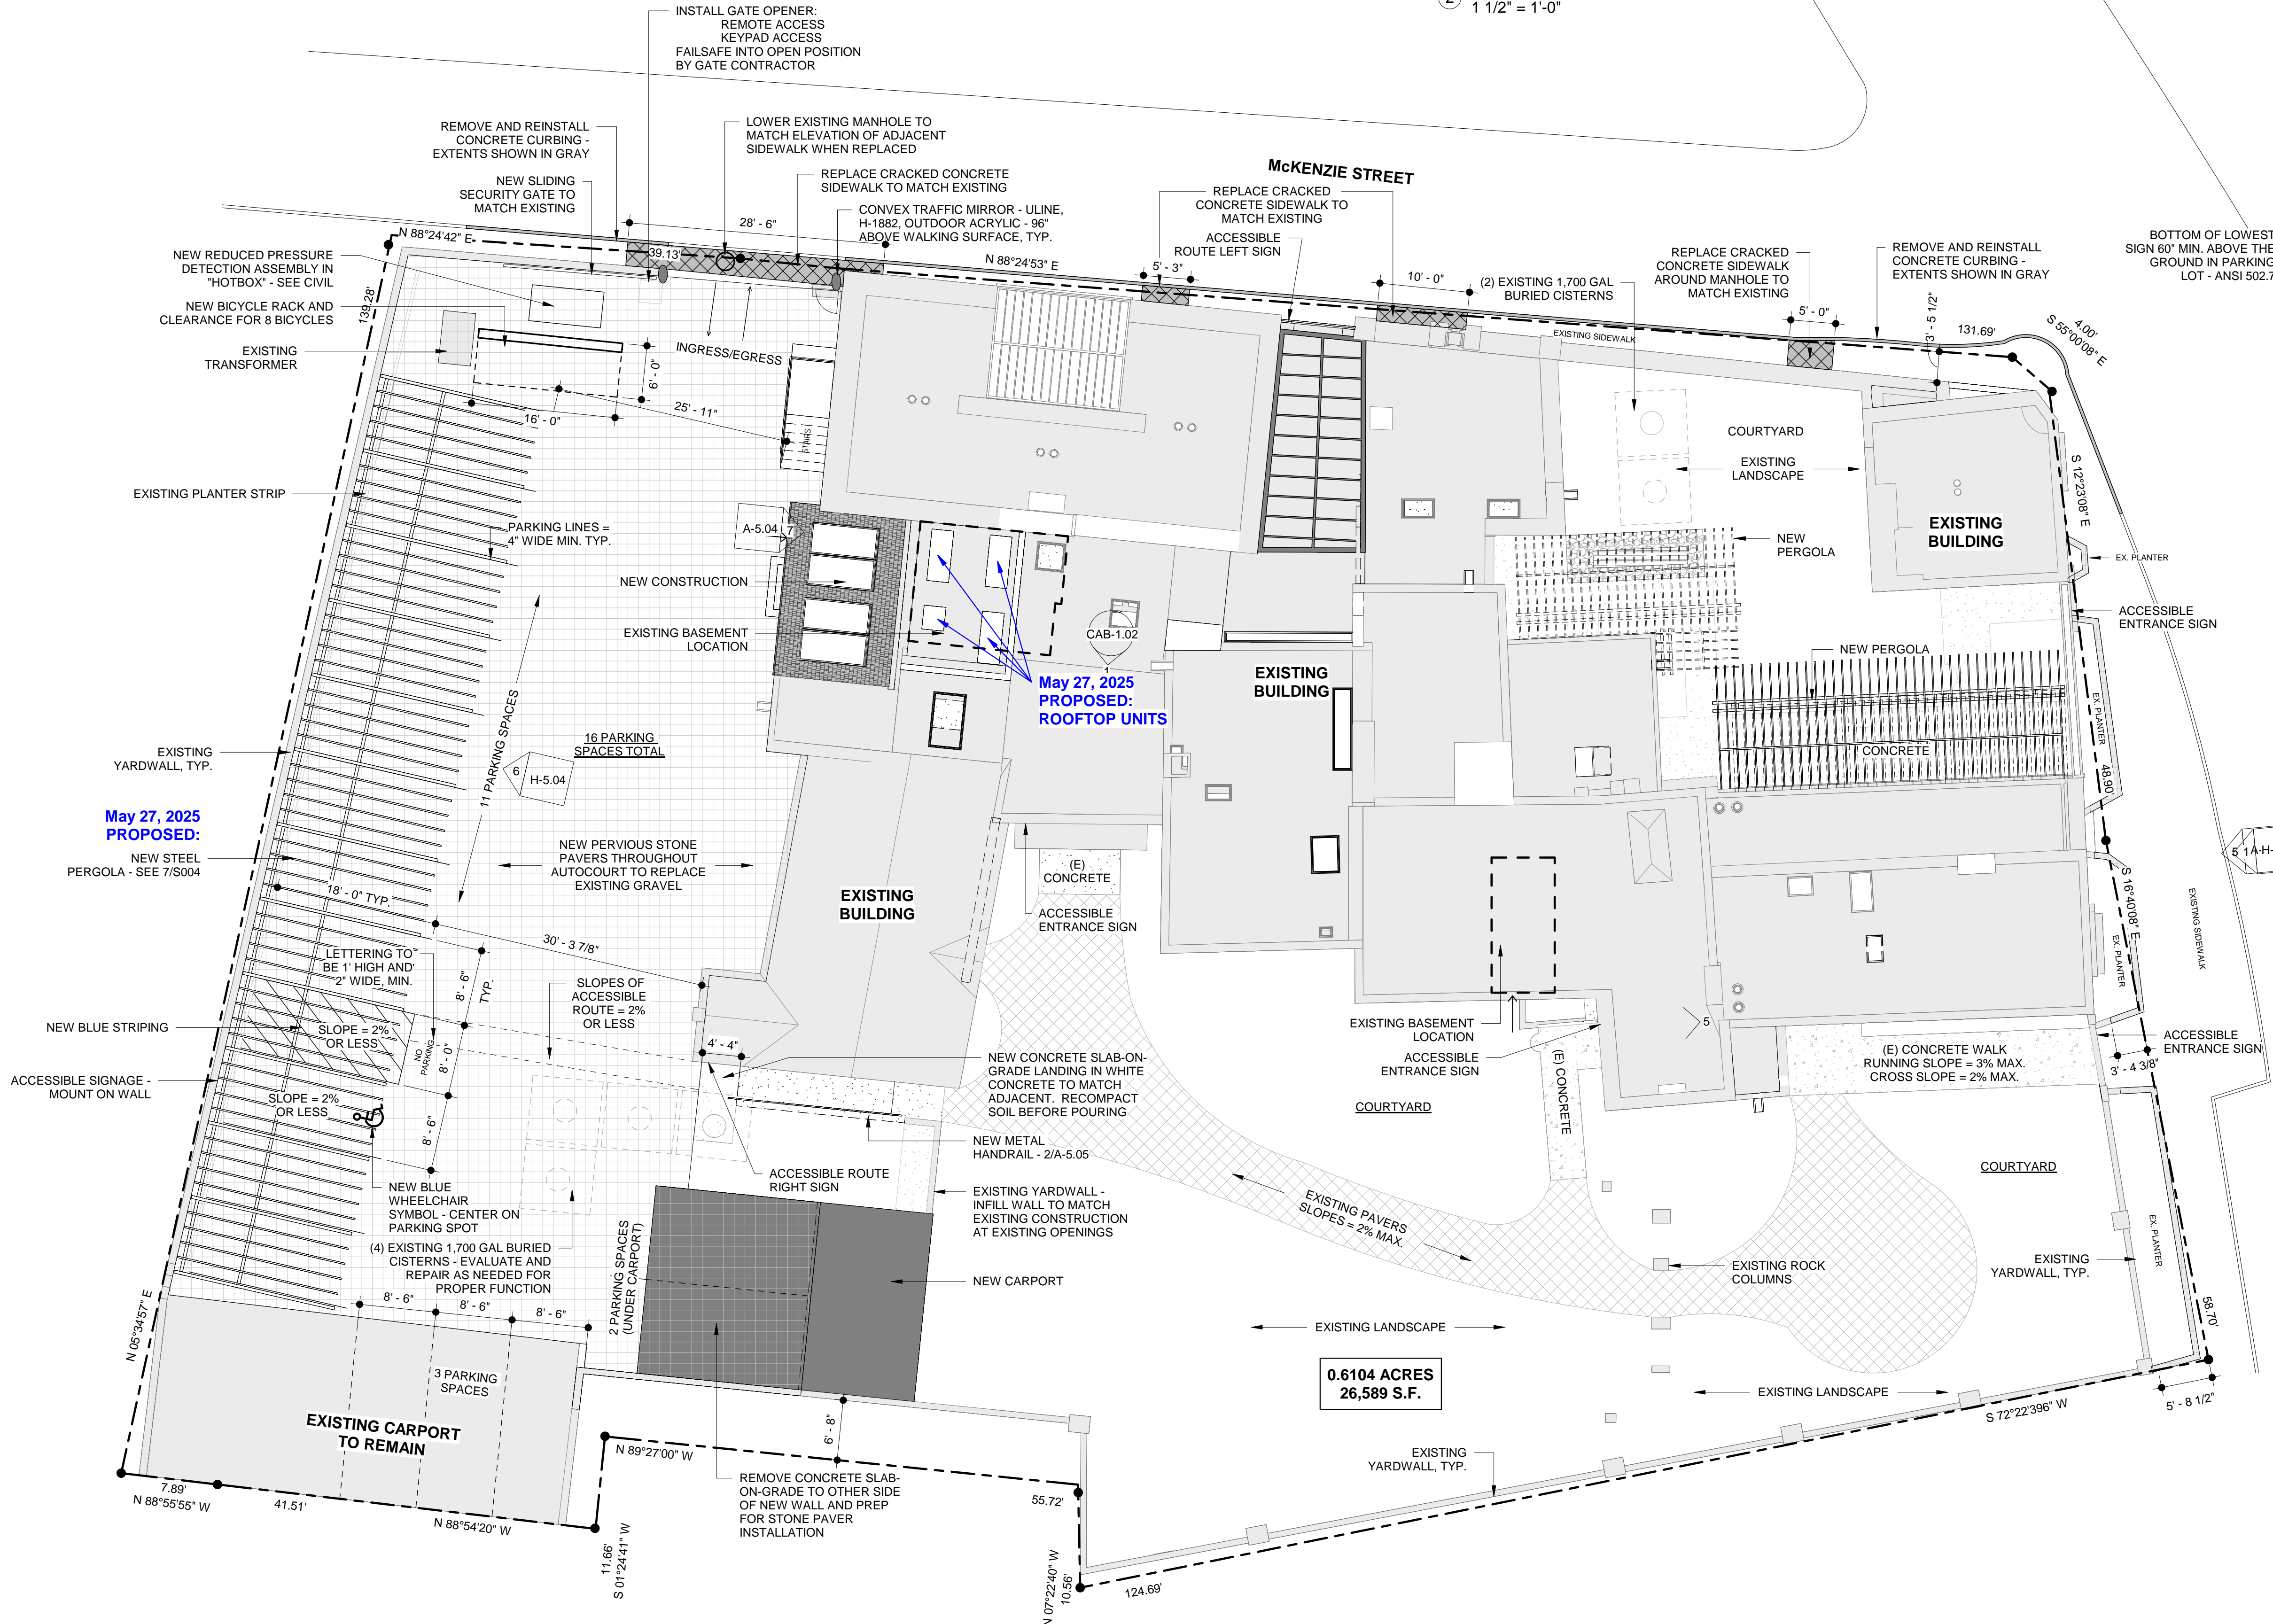 2
1 1/2" = 1'-0"
INSTALL GATE OPENER:
REMOTE ACCESS
KEYPAD ACCESS
FAILSAFE INTO OPEN POSITION
BY GATE CONTRACTOR
REMOVE AND REINSTALL
CONCRETE CURBING -
EXTENTS SHOWN IN GRAY
LOWER EXISTING MANHOLE TO
MATCH ELEVATION OF ADJACENT
SIDEWALK WHEN REPLACED
NEW SLIDING
SECURITY GATE TO
MATCH EXISTING
REPLACE CRACKED CONCRETE
SIDEWALK TO MATCH EXISTING
CONVEX TRAFFIC MIRROR - ULINE,
H-1882, OUTDOOR ACRYLIC - 96"
ABOVE WALKING SURFACE, TYP.
28' - 6"
McKENZIE STREET
REPLACE CRACKED
CONCRETE SIDEWALK TO
MATCH EXISTING
ACCESSIBLE
ROUTE LEFT SIGN
N 88°24'42" E
39.13'
N 88°24'53" E
5' - 3"
10' - 0"
(2) EXISTING 1,700 GAL
BURIED CISTERNS
REPLACE CRACKED
CONCRETE SIDEWALK
AROUND MANHOLE TO
MATCH EXISTING
5' - 0"
REMOVE AND REINSTALL
CONCRETE CURBING -
EXTENTS SHOWN IN GRAY
BOTTOM OF LOWEST
SIGN 60" MIN. ABOVE THE
GROUND IN PARKING
LOT - ANSI 502.7
3' - 5 1/2"
131.69'
4.00'
S 55°00'08" E
EXISTING SIDEWALK
NEW REDUCED PRESSURE
DETECTION ASSEMBLY IN
"HOTBOX" - SEE CIVIL
NEW BICYCLE RACK AND
CLEARANCE FOR 8 BICYCLES
EXISTING
TRANSFORMER
139.28'
INGRESS/EGRESS
6' - 0"
16' - 0"
25' - 11"
STAIRS
COURTYARD
EXISTING
LANDSCAPE
S 12°23'08" E
EXISTING PLANTER STRIP
PARKING LINES =
4" WIDE MIN. TYP.
A-5.04
7
NEW CONSTRUCTION
EXISTING BASEMENT
LOCATION
CAB-1.02
1
NEW
PERGOLA
EXISTING
BUILDING
EX. PLANTER
ACCESSIBLE
ENTRANCE SIGN
NEW PERGOLA
EX. PLANTER
CONCRETE
48.90'
May 27, 2025
PROPOSED:
ROOFTOP UNITS
EXISTING
BUILDING
11 PARKING SPACES
16 PARKING
SPACES TOTAL
6
H-5.04
EXISTING
YARDWALL, TYP.
May 27, 2025
PROPOSED:
NEW STEEL
PERGOLA - SEE 7/S004
NEW PERVIOUS STONE
PAVERS THROUGHOUT
AUTOCOURT TO REPLACE
EXISTING GRAVEL
18' - 0" TYP.
EXISTING
BUILDING
(E)
CONCRETE
ACCESSIBLE
ENTRANCE SIGN
5
1
A-H-
S 16°40'08" E
EX. PLANTER
EXISTING SIDEWALK
30' - 3 7/8"
LETTERING TO
BE 1' HIGH AND
2" WIDE, MIN.
8' - 6"
TYP.
SLOPES OF
ACCESSIBLE
ROUTE = 2%
OR LESS
NEW BLUE STRIPING
SLOPE = 2%
OR LESS
NO
PARKING
8' - 0"
4' - 4"
ACCESSIBLE SIGNAGE -
MOUNT ON WALL
SLOPE = 2%
OR LESS
8' - 6"
NEW CONCRETE SLAB-ON-
GRADE LANDING IN WHITE
CONCRETE TO MATCH
ADJACENT. RECOMPACT
SOIL BEFORE POURING
EXISTING BASEMENT
LOCATION
ACCESSIBLE
ENTRANCE SIGN
5
(E) CONCRETE
(E) CONCRETE WALK
RUNNING SLOPE = 3% MAX.
CROSS SLOPE = 2% MAX.
ACCESSIBLE
ENTRANCE SIGN
3' - 4 3/8"
COURTYARD
COURTYARD
NEW METAL
HANDRAIL - 2/A-5.05
ACCESSIBLE ROUTE
RIGHT SIGN
NEW BLUE
WHEELCHAIR
SYMBOL - CENTER ON
PARKING SPOT
EXISTING YARDWALL -
INFILL WALL TO MATCH
EXISTING CONSTRUCTION
AT EXISTING OPENINGS
EXISTING PAVERS
SLOPES = 2% MAX.
(4) EXISTING 1,700 GAL BURIED
CISTERNS - EVALUATE AND
REPAIR AS NEEDED FOR
PROPER FUNCTION
2 PARKING SPACES
(UNDER CARPORT)
NEW CARPORT
EXISTING ROCK
COLUMNS
EXISTING
YARDWALL, TYP.
EX. PLANTER
N 05°34'57" E
8' - 6"
8' - 6"
8' - 6"
EXISTING LANDSCAPE
58.70'
0.6104 ACRES
26,589 S.F.
3 PARKING
SPACES
EXISTING LANDSCAPE
5' - 8 1/2"
EXISTING CARPORT
TO REMAIN
6' - 8"
S 72°22'396" W
N 89°27'00" W
EXISTING
YARDWALL, TYP.
7.89'
N 88°55'55" W
41.51'
N 88°54'20" W
REMOVE CONCRETE SLAB-
ON-GRADE TO OTHER SIDE
OF NEW WALL AND PREP
FOR STONE PAVER
INSTALLATION
55.72'
11.66'
S 01°24'41" W
N 07°22'40" W
10.56'
124.69'